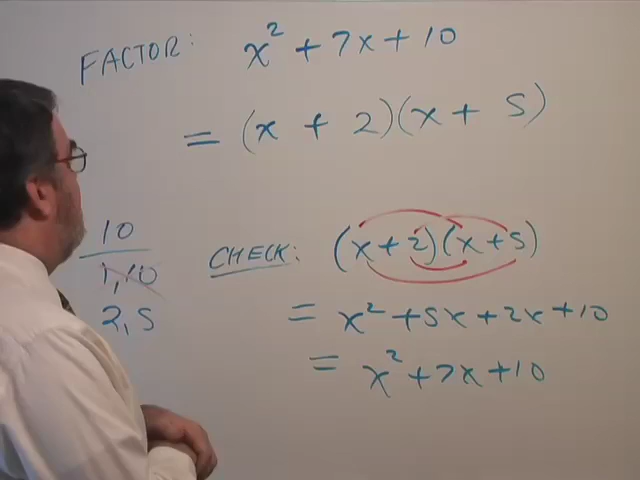 FACTOR: x² + 7x + 10
= (x + 2)(x + 5)
10
1,10
2,5
CHECK: (x+2)(x+5)
= x² + 5x + 2x + 10
= x² + 7x + 10